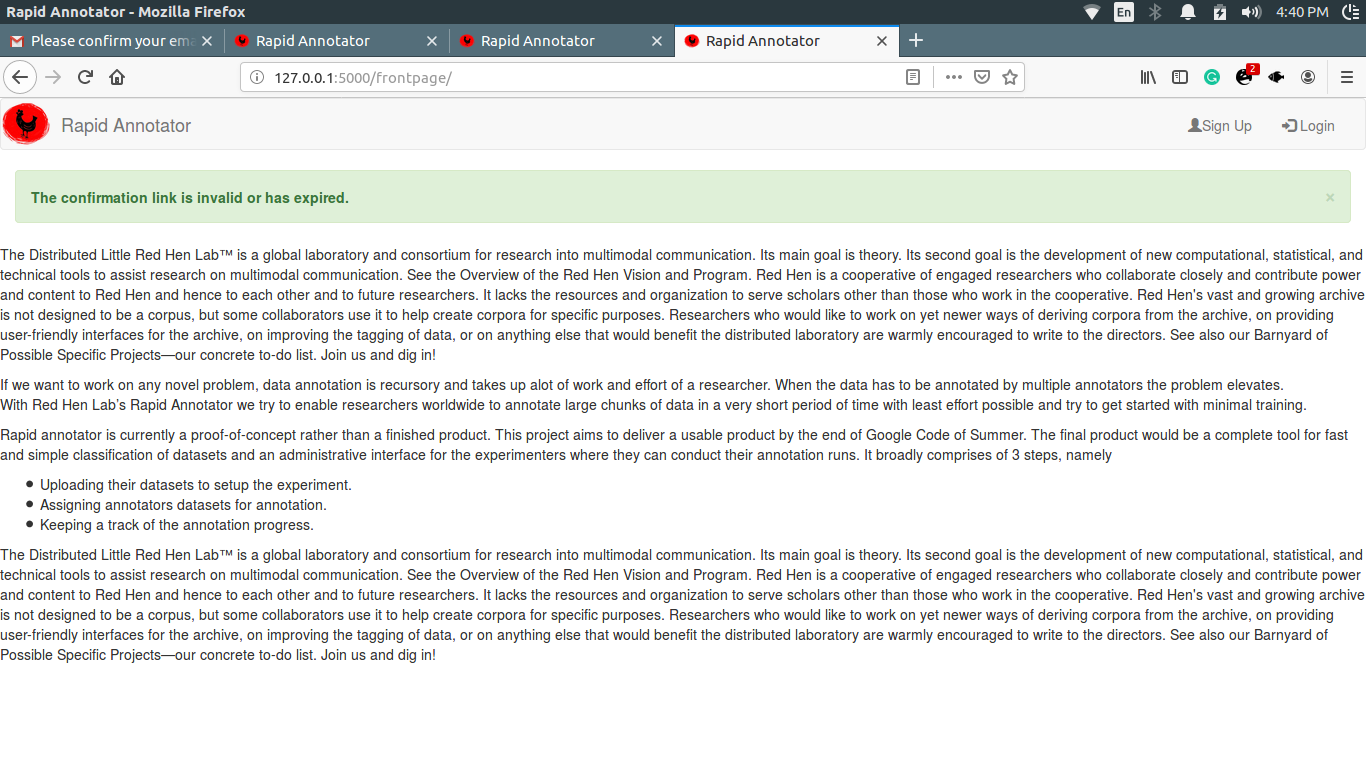 Rapid Annotator - Mozilla Firefox
En
4:40 PM
Please confirm your ema
Rapid Annotator
Rapid Annotator
Rapid Annotator
127.0.0.1:5000/frontpage/
2
Rapid Annotator
Sign Up
Login
The confirmation link is invalid or has expired.
×
The Distributed Little Red Hen Lab™ is a global laboratory and consortium for research into multimodal communication. Its main goal is theory. Its second goal is the development of new computational, statistical, and
technical tools to assist research on multimodal communication. See the Overview of the Red Hen Vision and Program. Red Hen is a cooperative of engaged researchers who collaborate closely and contribute power
and content to Red Hen and hence to each other and to future researchers. It lacks the resources and organization to serve scholars other than those who work in the cooperative. Red Hen's vast and growing archive
is not designed to be a corpus, but some collaborators use it to help create corpora for specific purposes. Researchers who would like to work on yet newer ways of deriving corpora from the archive, on providing
user-friendly interfaces for the archive, on improving the tagging of data, or on anything else that would benefit the distributed laboratory are warmly encouraged to write to the directors. See also our Barnyard of
Possible Specific Projects—our concrete to-do list. Join us and dig in!
If we want to work on any novel problem, data annotation is recursory and takes up alot of work and effort of a researcher. When the data has to be annotated by multiple annotators the problem elevates.
With Red Hen Lab’s Rapid Annotator we try to enable researchers worldwide to annotate large chunks of data in a very short period of time with least effort possible and try to get started with minimal training.
Rapid annotator is currently a proof-of-concept rather than a finished product. This project aims to deliver a usable product by the end of Google Code of Summer. The final product would be a complete tool for fast
and simple classification of datasets and an administrative interface for the experimenters where they can conduct their annotation runs. It broadly comprises of 3 steps, namely
● Uploading their datasets to setup the experiment.
● Assigning annotators datasets for annotation.
● Keeping a track of the annotation progress.
The Distributed Little Red Hen Lab™ is a global laboratory and consortium for research into multimodal communication. Its main goal is theory. Its second goal is the development of new computational, statistical, and
technical tools to assist research on multimodal communication. See the Overview of the Red Hen Vision and Program. Red Hen is a cooperative of engaged researchers who collaborate closely and contribute power
and content to Red Hen and hence to each other and to future researchers. It lacks the resources and organization to serve scholars other than those who work in the cooperative. Red Hen's vast and growing archive
is not designed to be a corpus, but some collaborators use it to help create corpora for specific purposes. Researchers who would like to work on yet newer ways of deriving corpora from the archive, on providing
user-friendly interfaces for the archive, on improving the tagging of data, or on anything else that would benefit the distributed laboratory are warmly encouraged to write to the directors. See also our Barnyard of
Possible Specific Projects—our concrete to-do list. Join us and dig in!